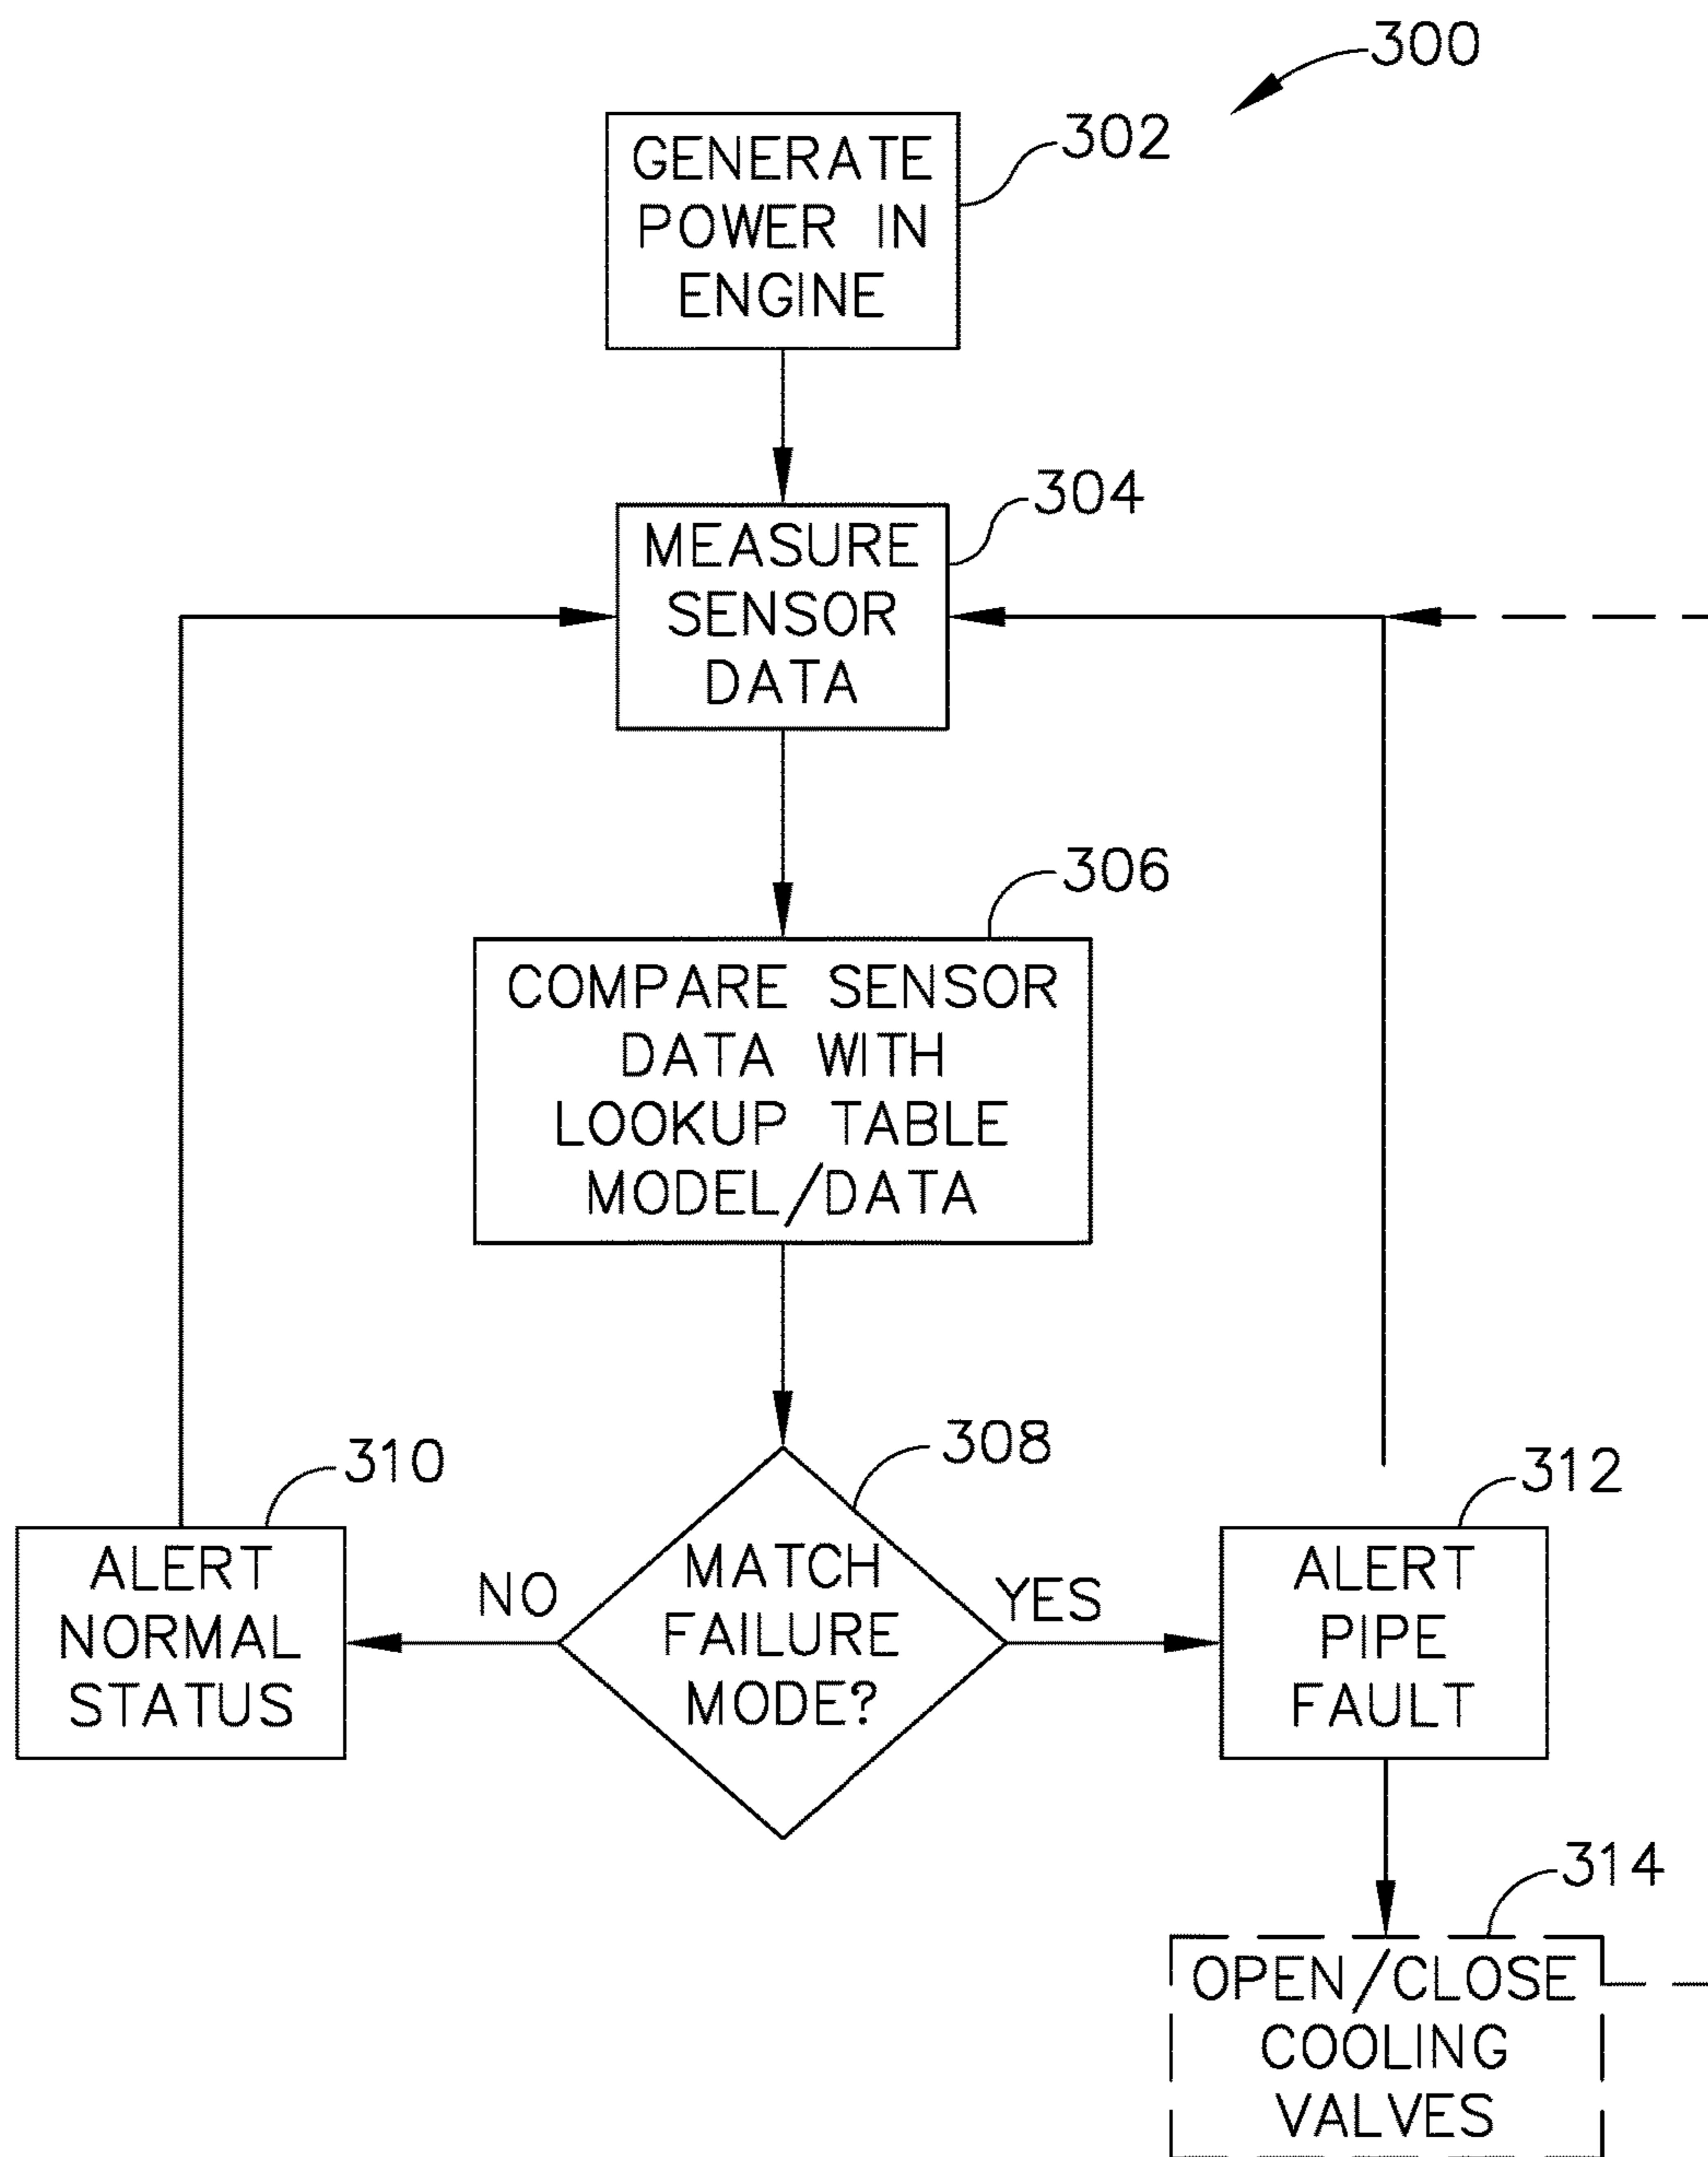 300
302
GENERATE
POWER IN
ENGINE
304
MEASURE
SENSOR
DATA
306
COMPARE SENSOR
DATA WITH
LOOKUP TABLE
MODEL/DATA
308
MATCH
FAILURE
MODE?
NO
YES
310
ALERT
NORMAL
STATUS
312
ALERT
PIPE
FAULT
314
OPEN/CLOSE
COOLING
VALVES